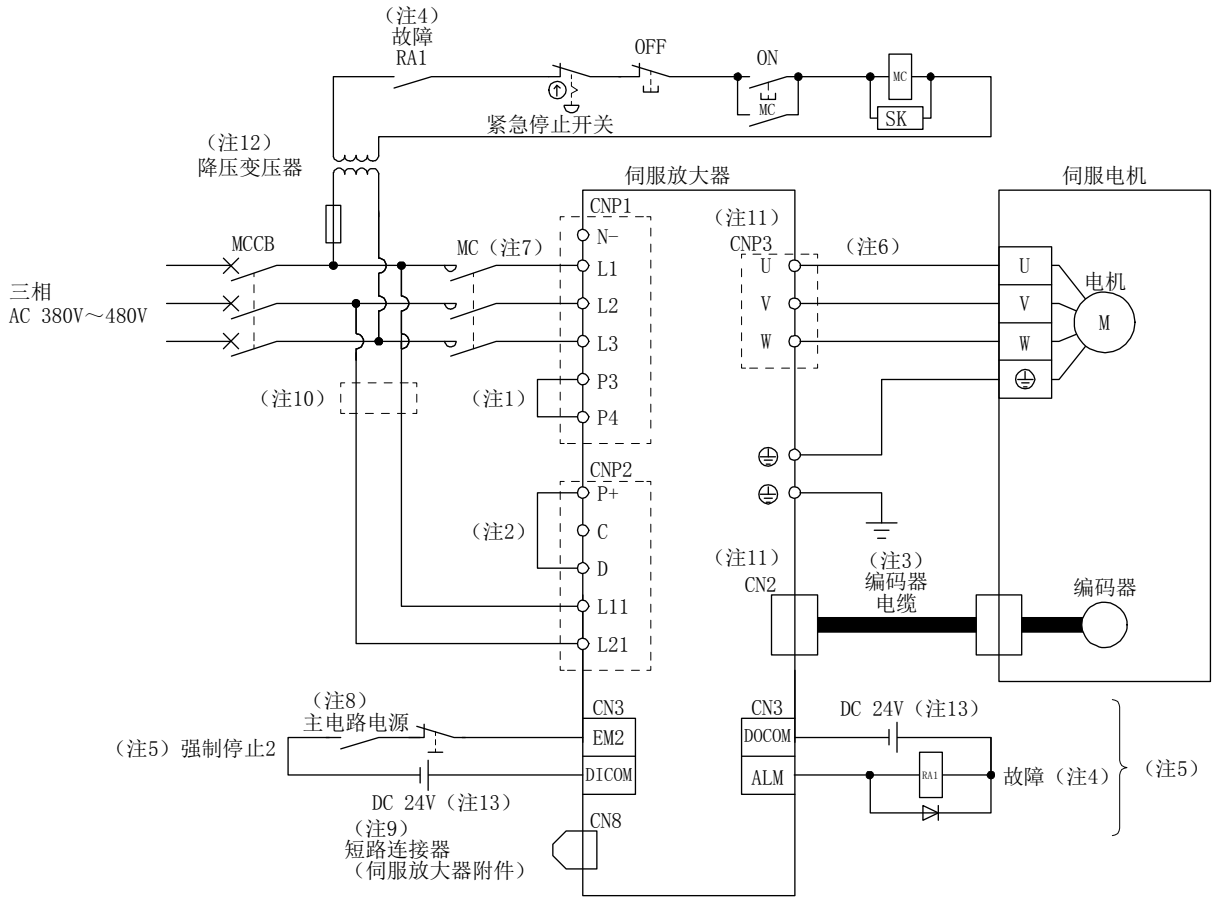 （注4）
故障
RA1
OFF
ON
MC
MC
SK
紧急停止开关
（注12）
降压变压器
伺服放大器
伺服电机
CNP1
（注11）
N-
CNP3
（注6）
MCCB
MC（注7）
L1
U
U
电机
三相
AC 380V～480V
L2
V
V
M
L3
W
W
P3
（注10）
（注1）
P4
CNP2
P+
（注2）
C
（注11）
（注3）
D
CN2
编码器
电缆
编码器
L11
L21
（注8）
主电路电源
CN3
CN3
DC 24V（注13）
（注5）强制停止2
EM2
DOCOM
DICOM
ALM
RA1
故障（注4）
（注5）
DC 24V（注13）
（注9）
短路连接器
（伺服放大器附件）
CN8